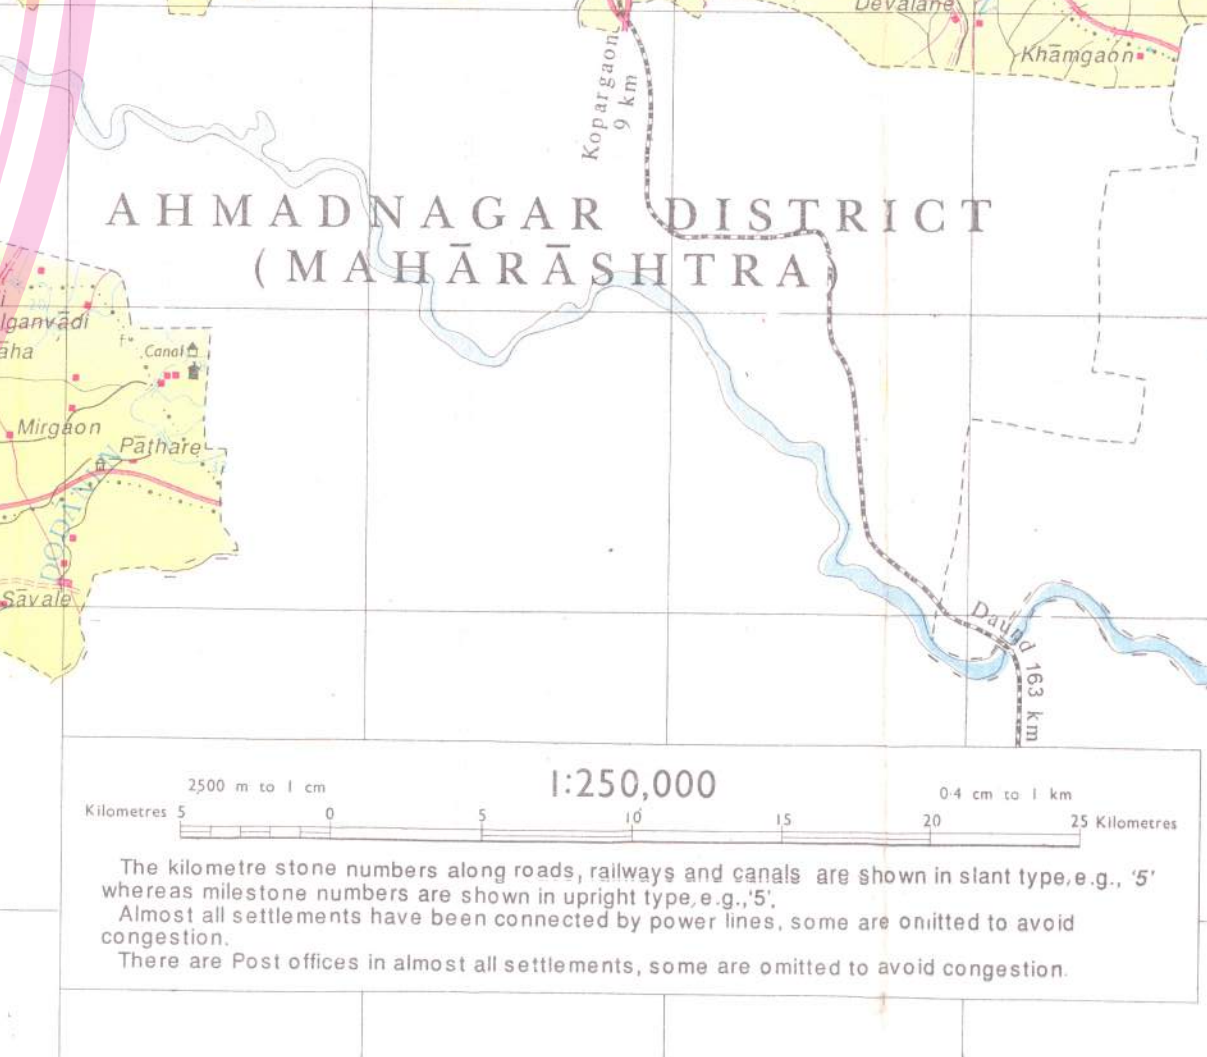 Devalāne
Khāmgaon
Kopargaon
9 km
AHMADNAGAR DISTRICT
(MAHĀRĀSHTRA)
lganvādi
āha
Canal
Mirgaon
Pāthare
Sāvale
Daund 163 km
1:250,000
2500 m to 1 cm
0·4 cm to 1 km
Kilometres 5 0 5 10 15 20 25 Kilometres
The kilometre stone numbers along roads, railways and canals are shown in slant type, e.g., '5'
whereas milestone numbers are shown in upright type, e.g., '5'.
Almost all settlements have been connected by power lines, some are omitted to avoid
congestion.
There are Post offices in almost all settlements, some are omitted to avoid congestion.